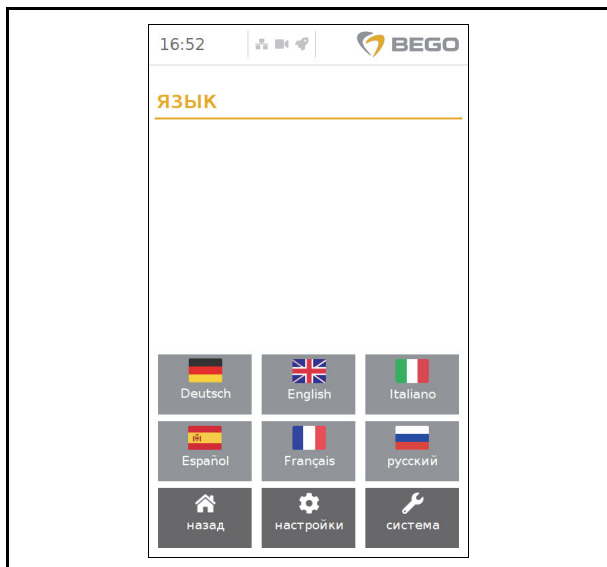 16:52 BEGO
ЯЗЫК
Deutsch English Italiano
Español Français русский
назад настройки система